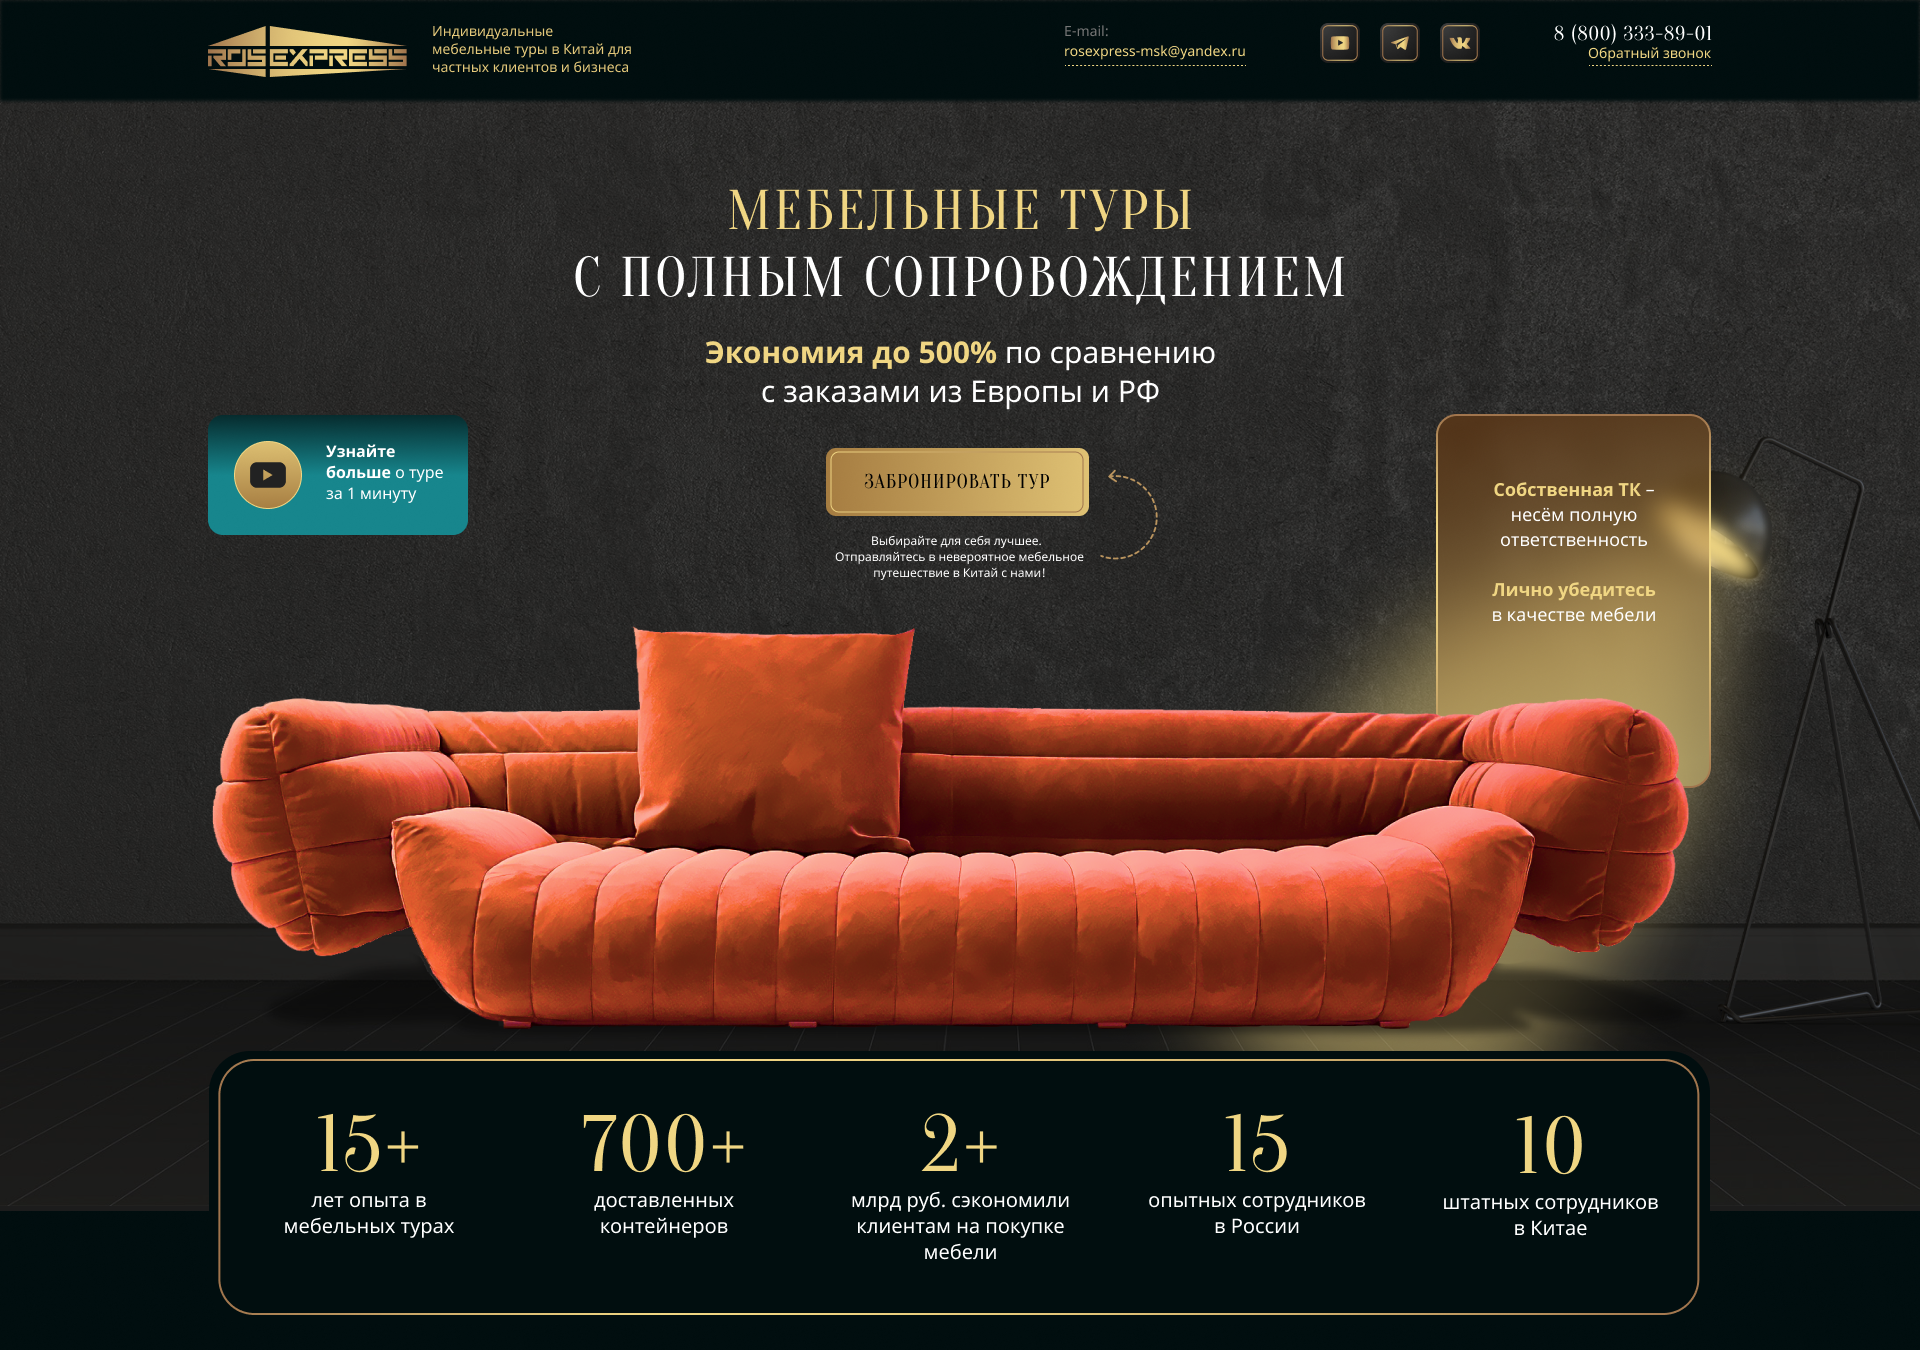 ROSEXPRESS
Индивидуальные
мебельные туры в Китай для
частных клиентов и бизнеса
E-mail:
rosexpress-msk@yandex.ru
8 (800) 333-89-01
Обратный звонок
МЕБЕЛЬНЫЕ ТУРЫ
С ПОЛНЫМ СОПРОВОЖДЕНИЕМ
Экономия до 500% по сравнению
с заказами из Европы и РФ
Узнайте
больше о туре
за 1 минуту
ЗАБРОНИРОВАТЬ ТУР
Выбирайте для себя лучшее.
Отправляйтесь в невероятное мебельное
путешествие в Китай с нами!
Собственная ТК –
несём полную
ответственность
Лично убедитесь
в качестве мебели
15+
лет опыта в
мебельных турах
700+
доставленных
контейнеров
2+
млрд руб. сэкономили
клиентам на покупке
мебели
15
опытных сотрудников
в России
10
штатных сотрудников
в Китае